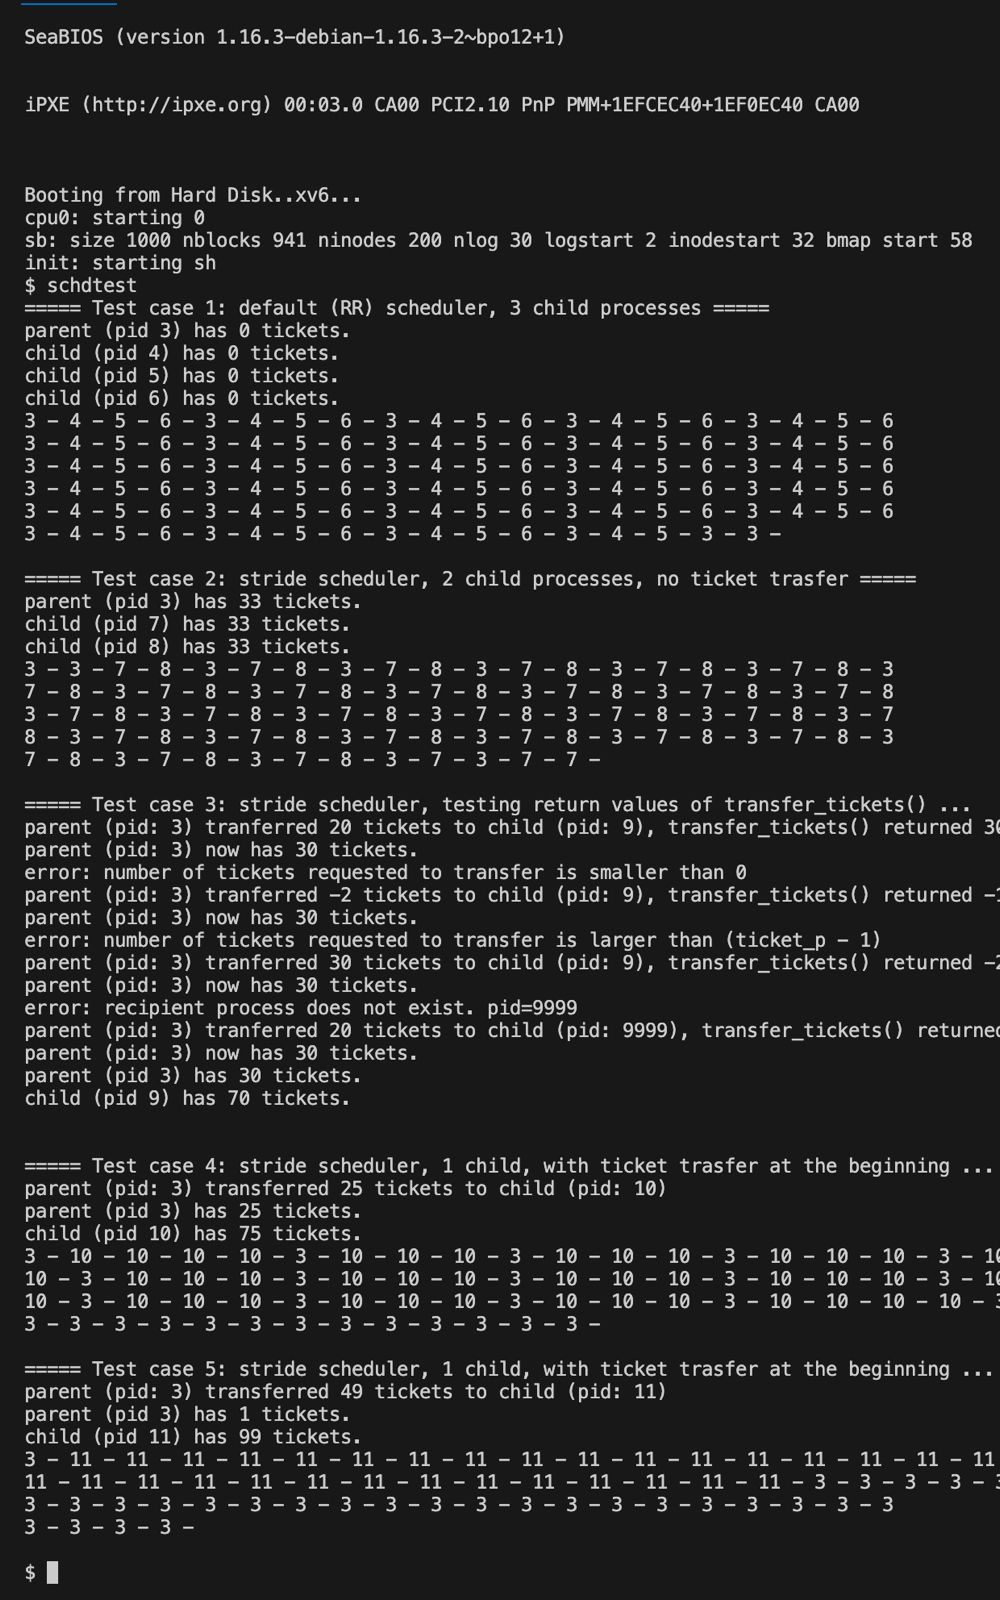 SeaBIOS (version 1.16.3-debian-1.16.3-2~bpo12+1)
iPXE (http://ipxe.org) 00:03.0 CA00 PCI2.10 PnP PMM+1EFCEC40+1EF0EC40 CA00
Booting from Hard Disk..xv6...
cpu0: starting 0
sb: size 1000 nblocks 941 ninodes 200 nlog 30 logstart 2 inodestart 32 bmap start 58
init: starting sh
$ schdtest
===== Test case 1: default (RR) scheduler, 3 child processes =====
parent (pid 3) has 0 tickets.
child (pid 4) has 0 tickets.
child (pid 5) has 0 tickets.
child (pid 6) has 0 tickets.
3 - 4 - 5 - 6 - 3 - 4 - 5 - 6 - 3 - 4 - 5 - 6 - 3 - 4 - 5 - 6 - 3 - 4 - 5 - 6
3 - 4 - 5 - 6 - 3 - 4 - 5 - 6 - 3 - 4 - 5 - 6 - 3 - 4 - 5 - 6 - 3 - 4 - 5 - 6
3 - 4 - 5 - 6 - 3 - 4 - 5 - 6 - 3 - 4 - 5 - 6 - 3 - 4 - 5 - 6 - 3 - 4 - 5 - 6
3 - 4 - 5 - 6 - 3 - 4 - 5 - 6 - 3 - 4 - 5 - 6 - 3 - 4 - 5 - 6 - 3 - 4 - 5 - 6
3 - 4 - 5 - 6 - 3 - 4 - 5 - 6 - 3 - 4 - 5 - 6 - 3 - 4 - 5 - 6 - 3 - 4 - 5 - 6
3 - 4 - 5 - 6 - 3 - 4 - 5 - 6 - 3 - 4 - 5 - 6 - 3 - 4 - 5 - 3 - 3 -
===== Test case 2: stride scheduler, 2 child processes, no ticket trasfer =====
parent (pid 3) has 33 tickets.
child (pid 7) has 33 tickets.
child (pid 8) has 33 tickets.
3 - 3 - 7 - 8 - 3 - 7 - 8 - 3 - 7 - 8 - 3 - 7 - 8 - 3 - 7 - 8 - 3 - 7 - 8 - 3
7 - 8 - 3 - 7 - 8 - 3 - 7 - 8 - 3 - 7 - 8 - 3 - 7 - 8 - 3 - 7 - 8 - 3 - 7 - 8
3 - 7 - 8 - 3 - 7 - 8 - 3 - 7 - 8 - 3 - 7 - 8 - 3 - 7 - 8 - 3 - 7 - 8 - 3 - 7
8 - 3 - 7 - 8 - 3 - 7 - 8 - 3 - 7 - 8 - 3 - 7 - 8 - 3 - 7 - 8 - 3 - 7 - 8 - 3
7 - 8 - 3 - 7 - 8 - 3 - 7 - 8 - 3 - 7 - 3 - 7 - 7 -
===== Test case 3: stride scheduler, testing return values of transfer_tickets() ...
parent (pid: 3) tranferred 20 tickets to child (pid: 9), transfer_tickets() returned 30
parent (pid: 3) now has 30 tickets.
error: number of tickets requested to transfer is smaller than 0
parent (pid: 3) tranferred -2 tickets to child (pid: 9), transfer_tickets() returned -1
parent (pid: 3) now has 30 tickets.
error: number of tickets requested to transfer is larger than (ticket_p - 1)
parent (pid: 3) tranferred 30 tickets to child (pid: 9), transfer_tickets() returned -2
parent (pid: 3) now has 30 tickets.
error: recipient process does not exist. pid=9999
parent (pid: 3) tranferred 20 tickets to child (pid: 9999), transfer_tickets() returned
parent (pid: 3) now has 30 tickets.
parent (pid 3) has 30 tickets.
child (pid 9) has 70 tickets.
===== Test case 4: stride scheduler, 1 child, with ticket trasfer at the beginning ...
parent (pid: 3) transferred 25 tickets to child (pid: 10)
parent (pid 3) has 25 tickets.
child (pid 10) has 75 tickets.
3 - 10 - 10 - 10 - 10 - 3 - 10 - 10 - 10 - 3 - 10 - 10 - 10 - 3 - 10 - 10 - 10 - 3 - 10
10 - 3 - 10 - 10 - 10 - 3 - 10 - 10 - 10 - 3 - 10 - 10 - 10 - 3 - 10 - 10 - 10 - 3 - 10
10 - 3 - 10 - 10 - 10 - 3 - 10 - 10 - 10 - 3 - 10 - 10 - 10 - 3 - 10 - 10 - 10 - 10 - 3
3 - 3 - 3 - 3 - 3 - 3 - 3 - 3 - 3 - 3 - 3 - 3 - 3 -
===== Test case 5: stride scheduler, 1 child, with ticket trasfer at the beginning ...
parent (pid: 3) transferred 49 tickets to child (pid: 11)
parent (pid 3) has 1 tickets.
child (pid 11) has 99 tickets.
3 - 11 - 11 - 11 - 11 - 11 - 11 - 11 - 11 - 11 - 11 - 11 - 11 - 11 - 11 - 11 - 11 - 11
11 - 11 - 11 - 11 - 11 - 11 - 11 - 11 - 11 - 11 - 11 - 11 - 11 - 11 - 3 - 3 - 3 - 3 - 3
3 - 3 - 3 - 3 - 3 - 3 - 3 - 3 - 3 - 3 - 3 - 3 - 3 - 3 - 3 - 3 - 3 - 3 - 3 - 3
3 - 3 - 3 - 3 -
$